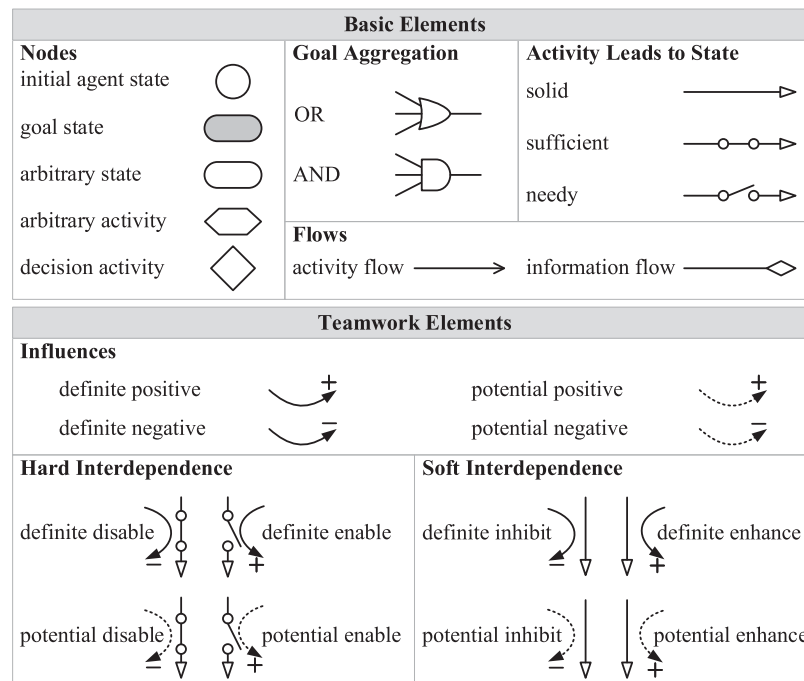 Basic Elements
Nodes
initial agent state
goal state
arbitrary state
arbitrary activity
decision activity
Goal Aggregation
OR
AND
Activity Leads to State
solid
sufficient
needy
Flows
activity flow
information flow
Teamwork Elements
Influences
definite positive +
potential positive +
definite negative −
potential negative −
Hard Interdependence
definite disable − + definite enable
potential disable − + potential enable
Soft Interdependence
definite inhibit − + definite enhance
potential inhibit − + potential enhance